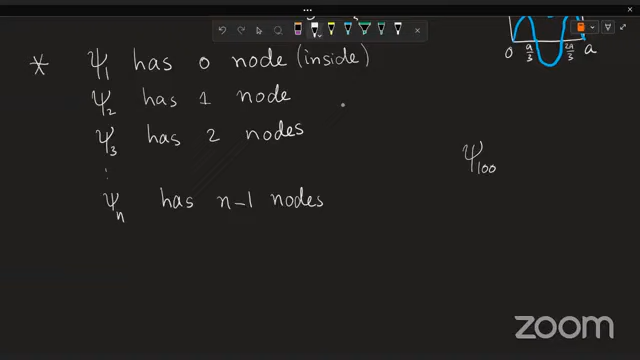 0 a/3 2a/3 a
* ψ₁ has 0 node (inside)
ψ₂ has 1 node
ψ₃ has 2 nodes
⋮
ψₙ has n-1 nodes
ψ₁₀₀
zoom